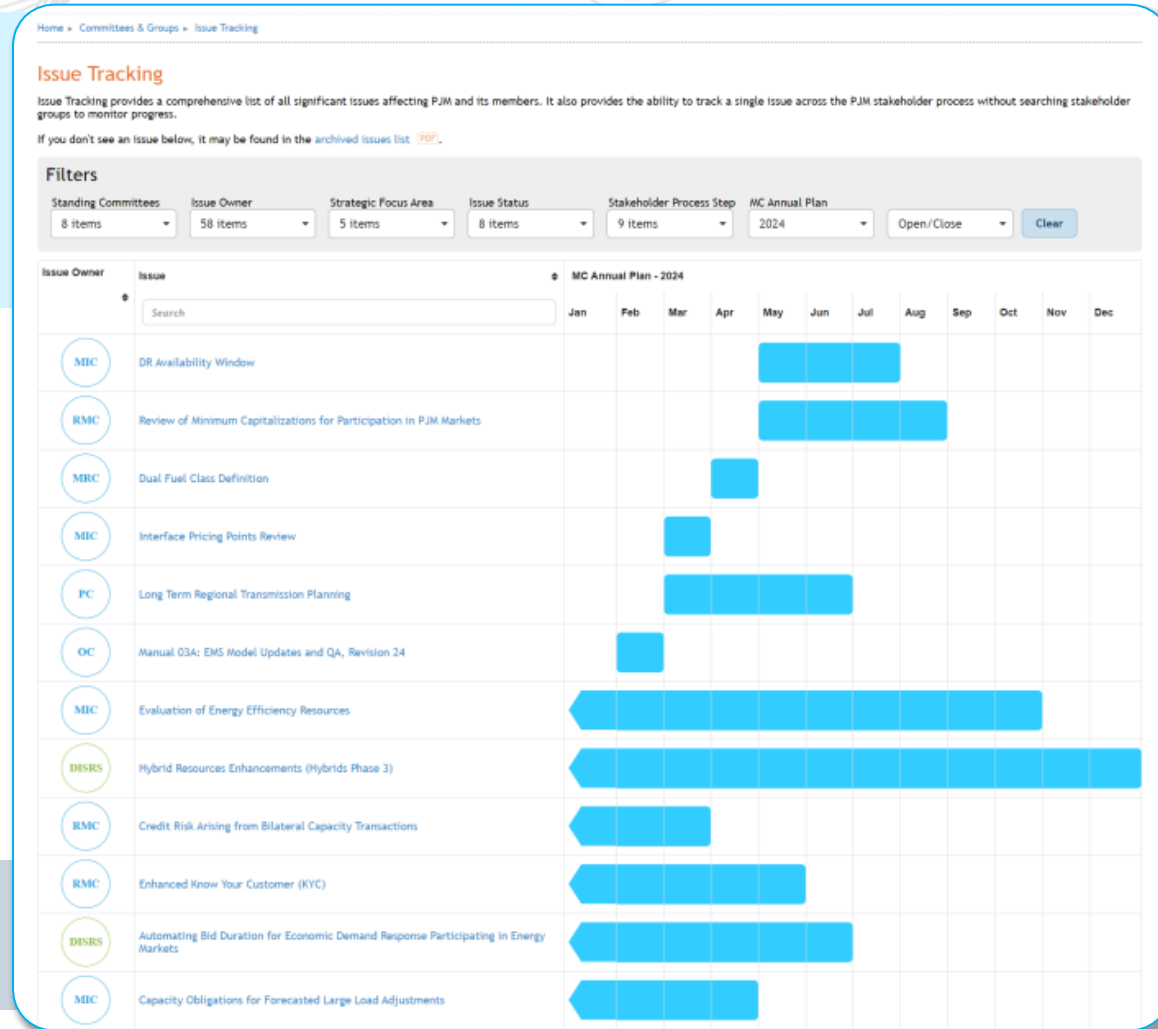 Home » Committees & Groups » Issue Tracking
Issue Tracking
Issue Tracking provides a comprehensive list of all significant issues affecting PJM and its members. It also provides the ability to track a single issue across the PJM stakeholder process without searching stakeholder
groups to monitor progress.
If you don't see an issue below, it may be found in the archived issues list PDF.
Filters
Standing Committees Issue Owner Strategic Focus Area Issue Status Stakeholder Process Step MC Annual Plan
8 items 58 items 5 items 8 items 9 items 2024 Open/Close Clear
Issue Owner Issue MC Annual Plan - 2024
Search Jan Feb Mar Apr May Jun Jul Aug Sep Oct Nov Dec
MIC DR Availability Window
RMC Review of Minimum Capitalizations for Participation in PJM Markets
MRC Dual Fuel Class Definition
MIC Interface Pricing Points Review
PC Long Term Regional Transmission Planning
OC Manual 03A: EMS Model Updates and QA, Revision 24
MIC Evaluation of Energy Efficiency Resources
DISRS Hybrid Resources Enhancements (Hybrids Phase 3)
RMC Credit Risk Arising from Bilateral Capacity Transactions
RMC Enhanced Know Your Customer (KYC)
DISRS Automating Bid Duration for Economic Demand Response Participating in Energy
Markets
MIC Capacity Obligations for Forecasted Large Load Adjustments